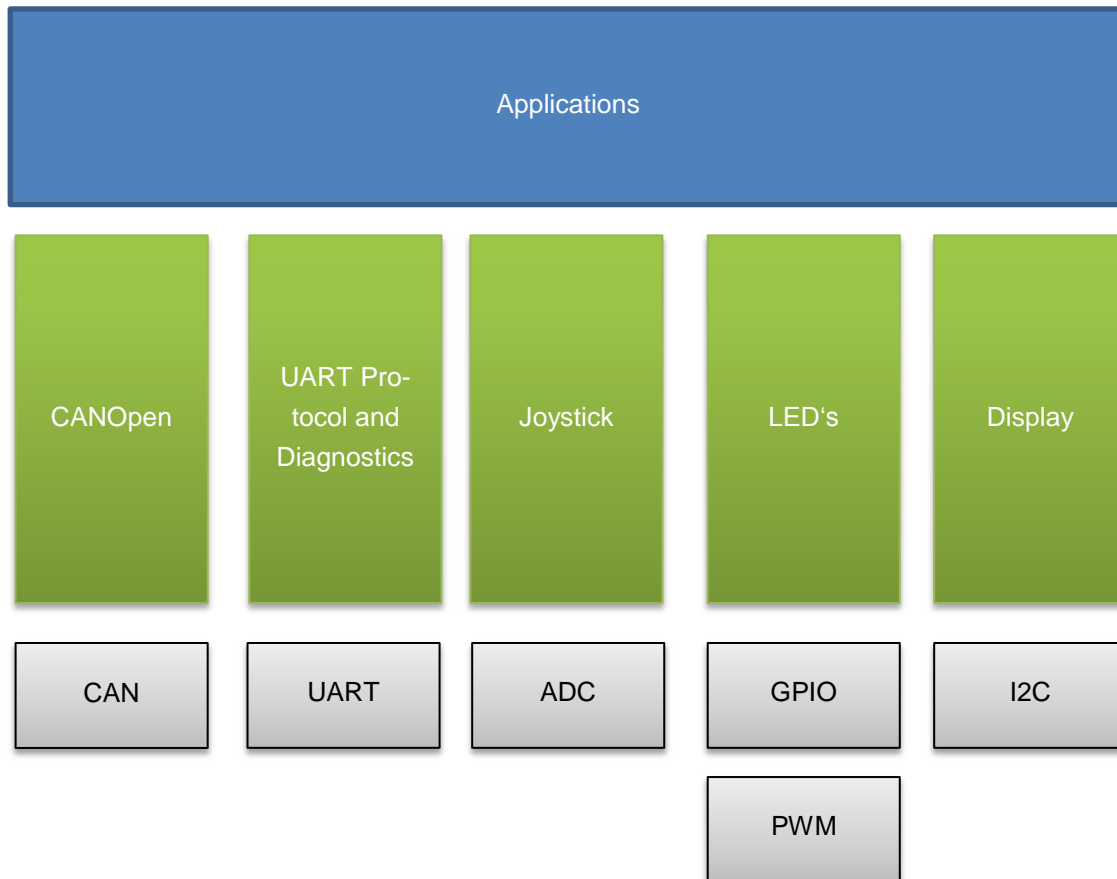 Applications
UART Pro-
CANOpen
tocol and
Joystick
LED‘s
Display
Diagnostics
CAN
UART
ADC
GPIO
I2C
PWM